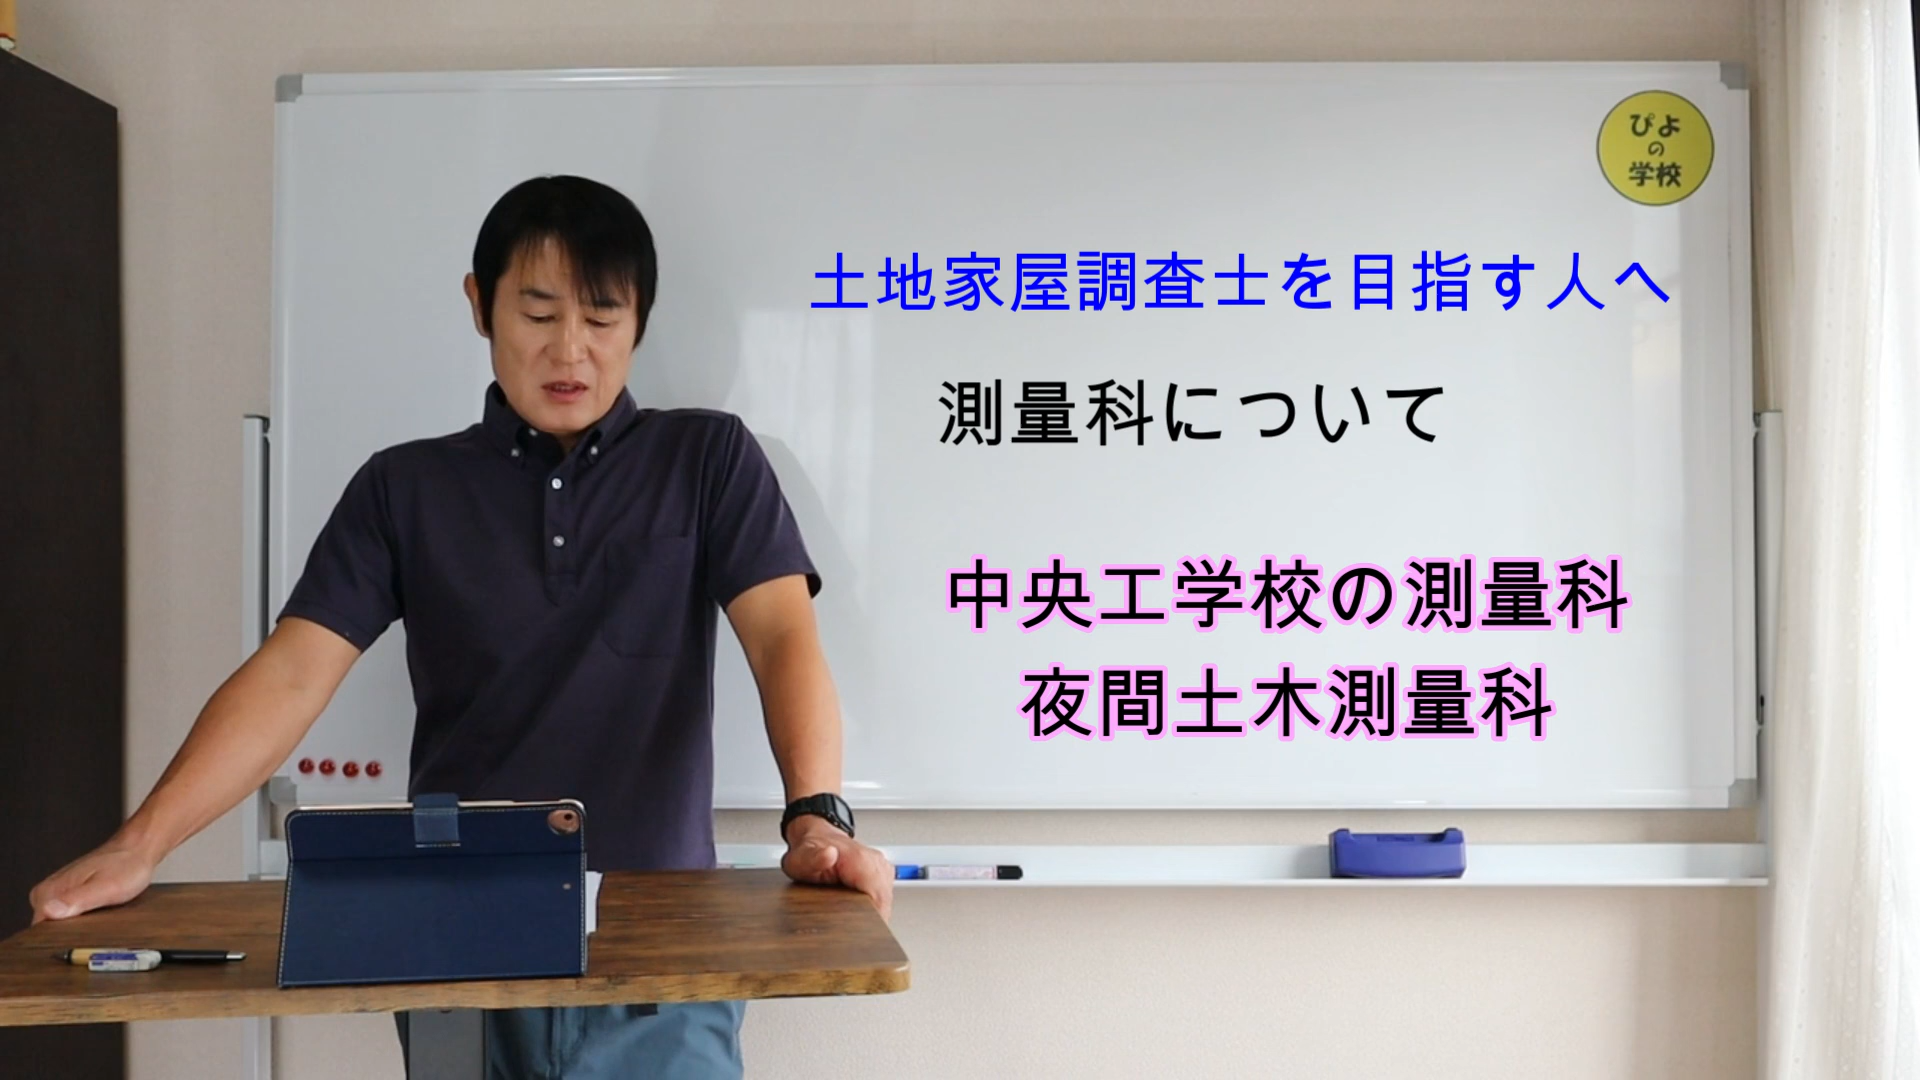 ぴよ
の
学校
土地家屋調査士を目指す人へ
測量科について
中央工学校の測量科
夜間土木測量科